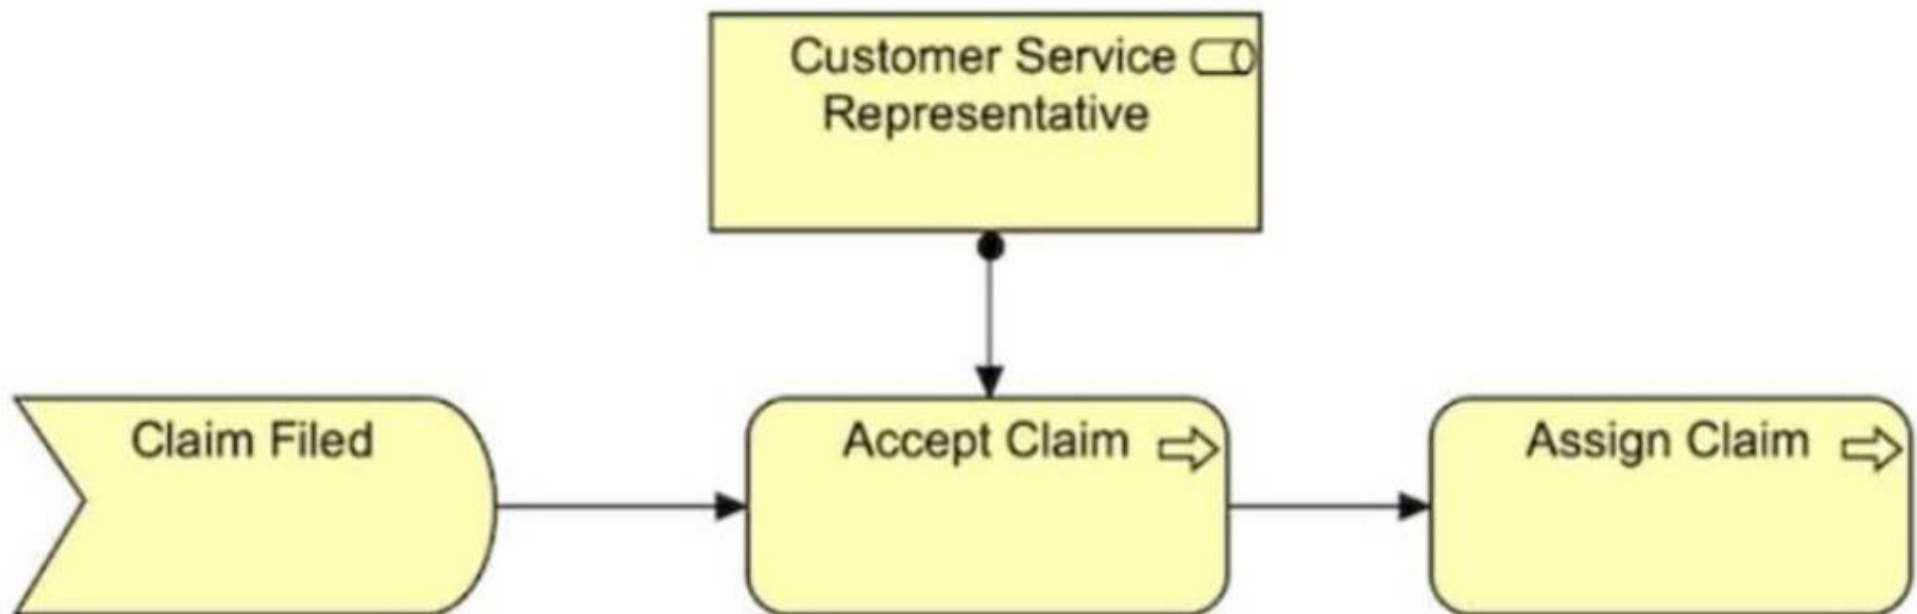 Customer Service
Representative
Claim Filed
Accept Claim
Assign Claim